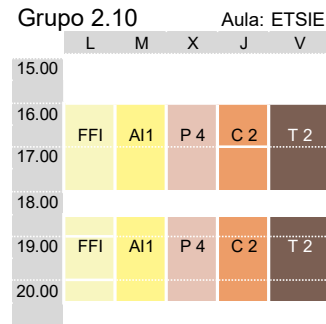 Grupo 2.10 Aula: ETSIE
L M X J V
15.00
16.00
FFI AI1 P 4 C 2 T 2
17.00
18.00
19.00 FFI AI1 P 4 C 2 T 2
20.00